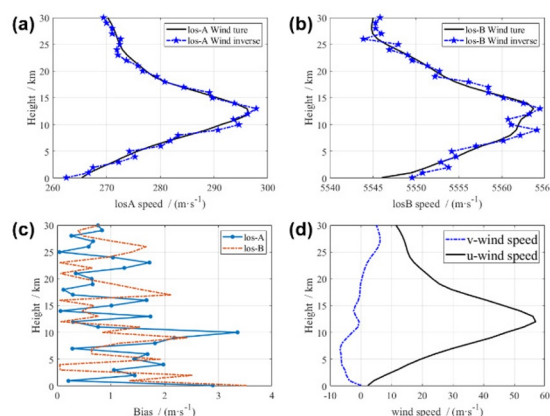 (a)
los-A Wind ture
los-A Wind inverse
Height / km
30
25
20
15
10
5
0
260
270
280
290
300
losA speed / (m·s⁻¹)
(b)
los-B Wind ture
los-B Wind inverse
Height / km
30
25
20
15
10
5
0
5540
5545
5550
5555
5560
556
losB speed / (m·s⁻¹)
(c)
los-A
los-B
Height / km
30
25
20
15
10
5
0
0
1
2
3
4
Bias / (m·s⁻¹)
(d)
v-wind speed
u-wind speed
Height / km
30
25
20
15
10
5
0
-10
0
10
20
30
40
50
60
wind speed / (m·s⁻¹)